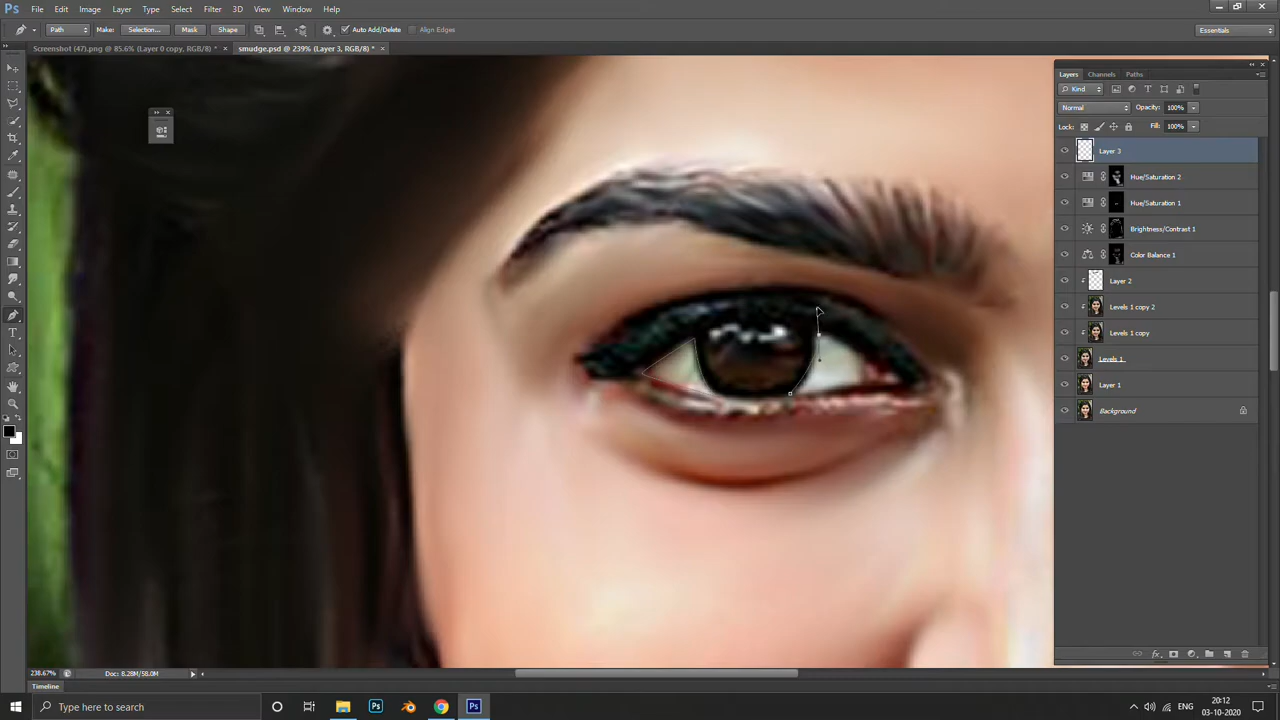 Ps File Edit Image Layer Type Select Filter 3D View Window Help
Path Make: Selection... Mask Shape Auto Add/Delete Align Edges Essentials
Screenshot (47).png @ 85.6% (Layer 0 copy, RGB/8) * × smudge.psd @ 239% (Layer 3, RGB/8) * ×
Layers Channels Paths
Kind
Normal Opacity: 100%
Lock: Fill: 100%
Layer 3
Hue/Saturation 2
Hue/Saturation 1
Brightness/Contrast 1
Color Balance 1
Layer 2
Levels 1 copy 2
Levels 1 copy
Levels 1
Layer 1
Background
238.67% Doc: 8.28M/58.0M
Timeline
Type here to search
Ps
Ps
ENG
20:12
03-10-2020